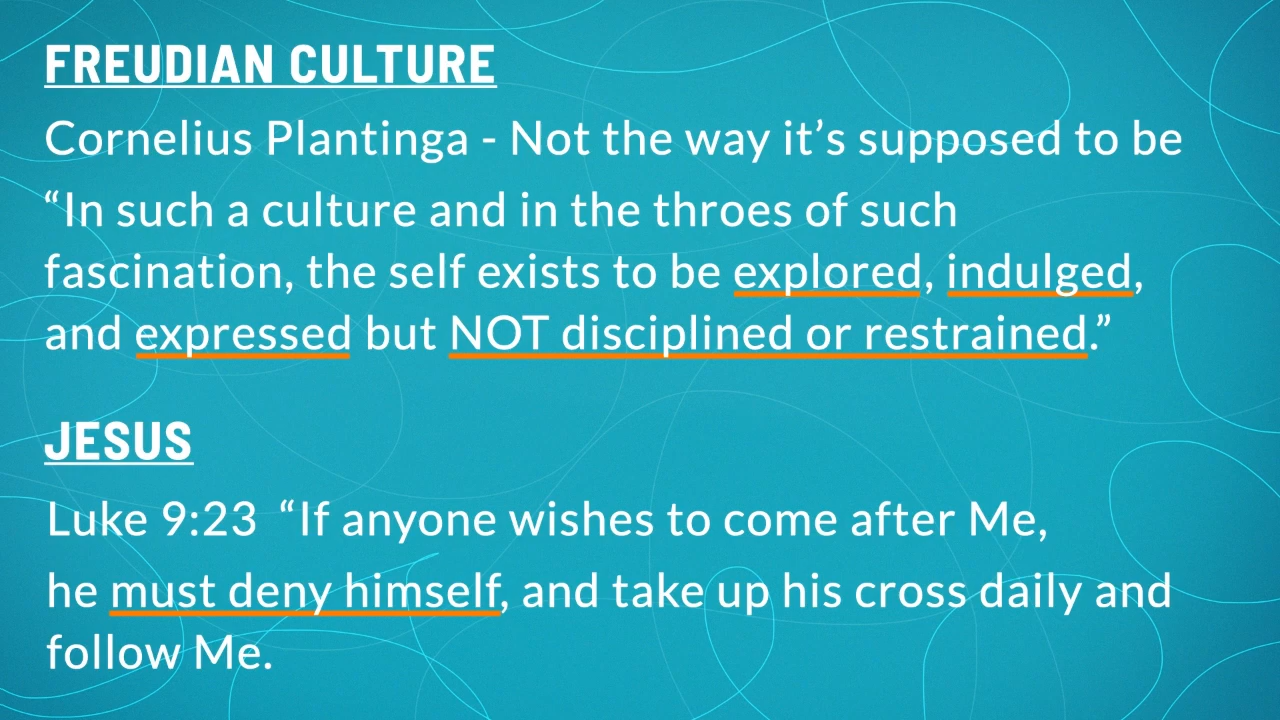 FREUDIAN CULTURE
Cornelius Plantinga - Not the way it’s supposed to be
“In such a culture and in the throes of such
fascination, the self exists to be explored, indulged,
and expressed but NOT disciplined or restrained.”
JESUS
Luke 9:23 “If anyone wishes to come after Me,
he must deny himself, and take up his cross daily and
follow Me.